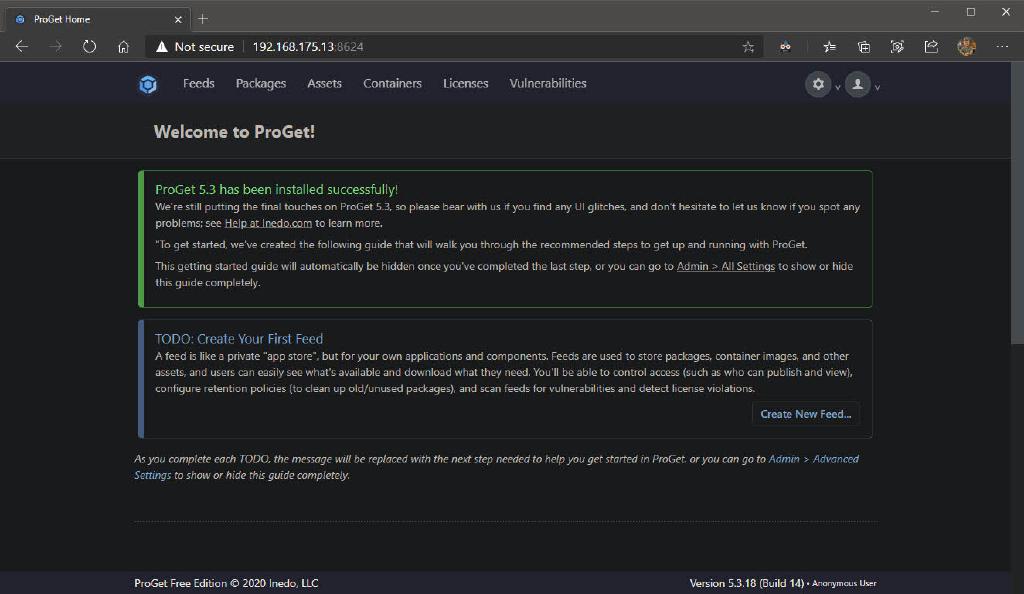 ProGet Home
Not secure
192.168.175.13:8624
Feeds Packages Assets Containers Licenses Vulnerabilities
Welcome to ProGet!
ProGet 5.3 has been installed successfully!
We're still putting the final touches on ProGet 5.3, so please bear with us if you find any UI glitches, and don't hesitate to let us know if you spot any
problems; see Help at Inedo.com to learn more.
"To get started, we've created the following guide that will walk you through the recommended steps to get up and running with ProGet.
This getting started guide will automatically be hidden once you've completed the last step, or you can go to Admin > All Settings to show or hide
this guide completely.
TODO: Create Your First Feed
A feed is like a private "app store", but for your own applications and components. Feeds are used to store packages, container images, and other
assets, and users can easily see what's available and download what they need. You'll be able to control access (such as who can publish and view),
configure retention policies (to clean up old/unused packages), and scan feeds for vulnerabilities and detect license violations.
Create New Feed...
As you complete each TODO, the message will be replaced with the next step needed to help you get started in ProGet. or you can go to Admin > Advanced
Settings to show or hide this guide completely.
ProGet Free Edition © 2020 Inedo, LLC
Version 5.3.18 (Build 14) • Anonymous User